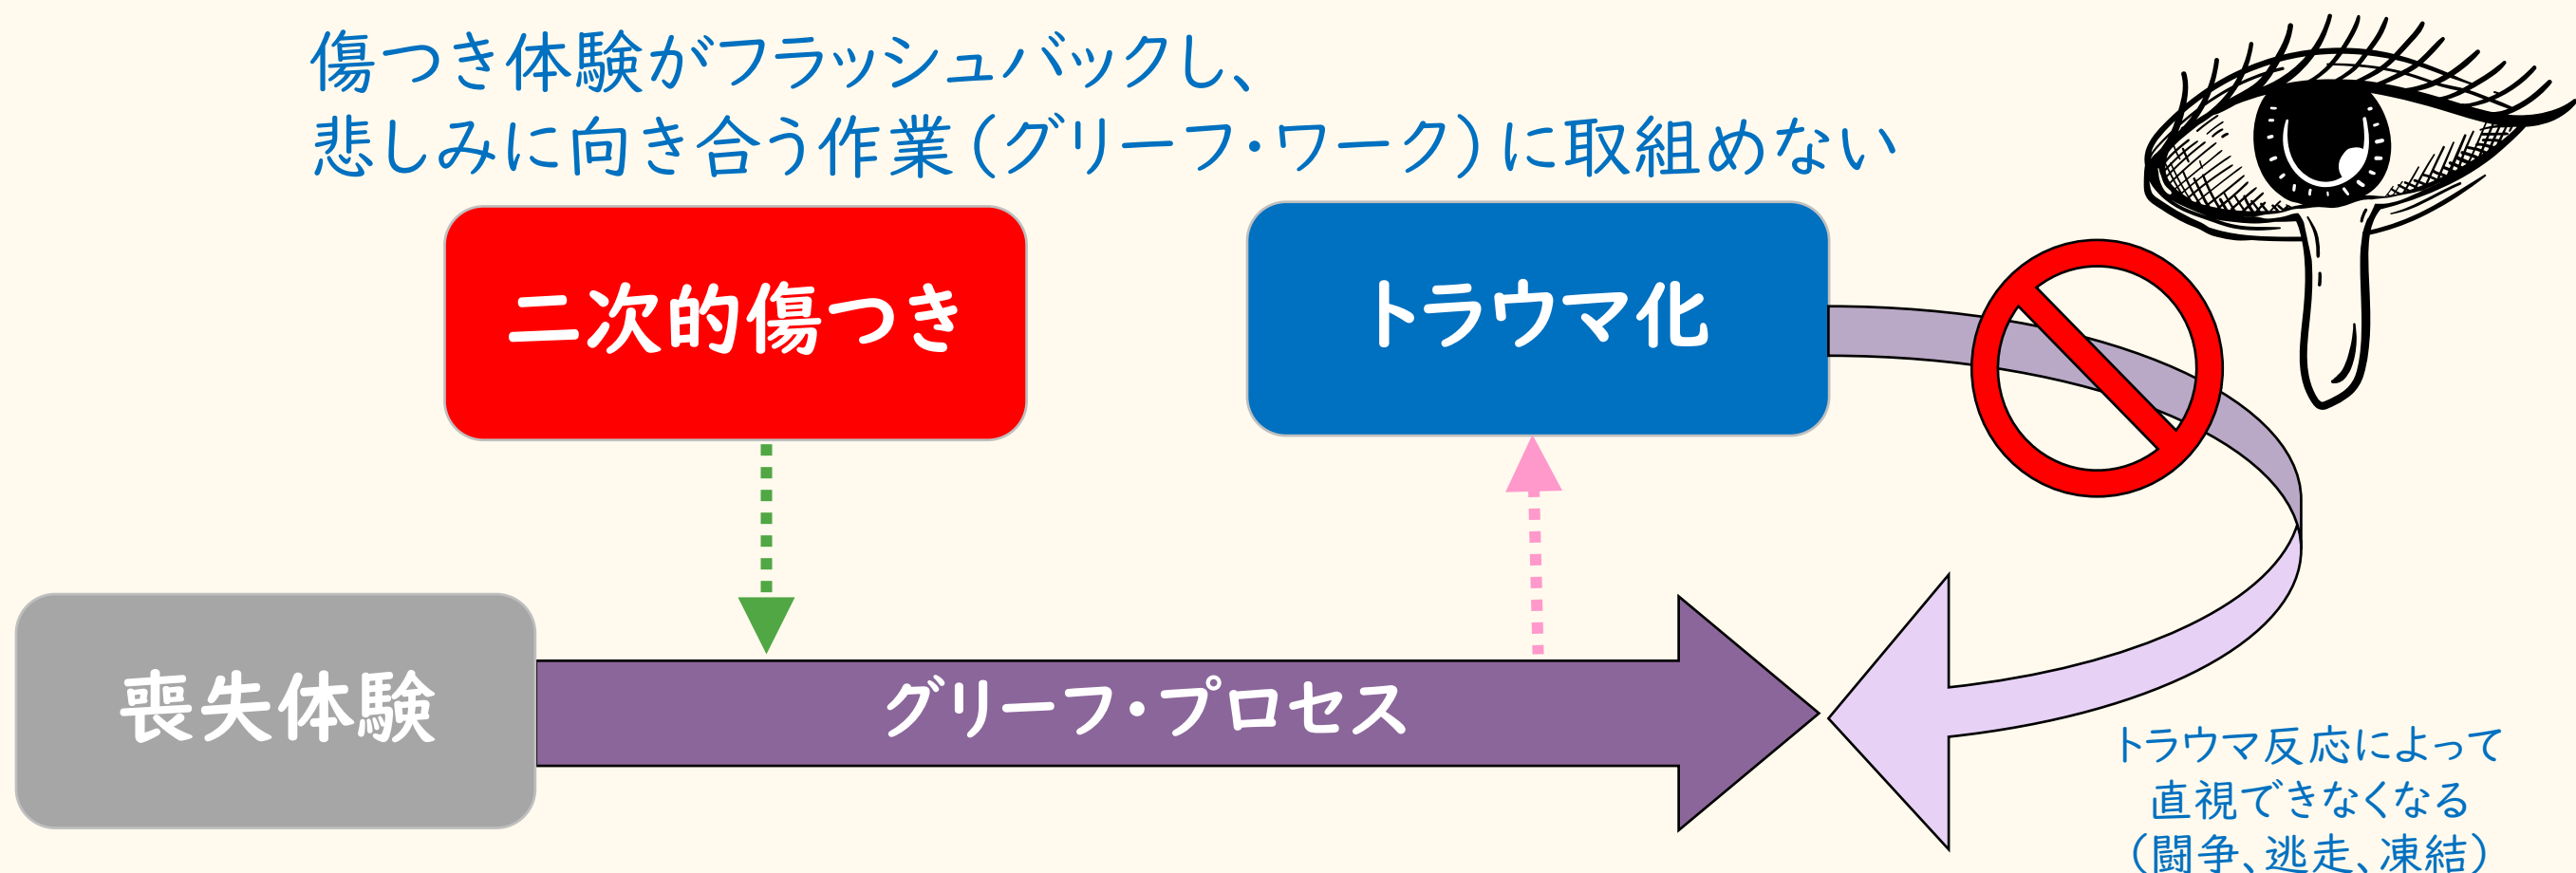 傷つき体験がフラッシュバックし、
悲しみに向き合う作業（グリーフ・ワーク）に取組めない
二次的傷つき
トラウマ化
喪失体験
グリーフ・プロセス
トラウマ反応によって
直視できなくなる
（闘争、逃走、凍結）